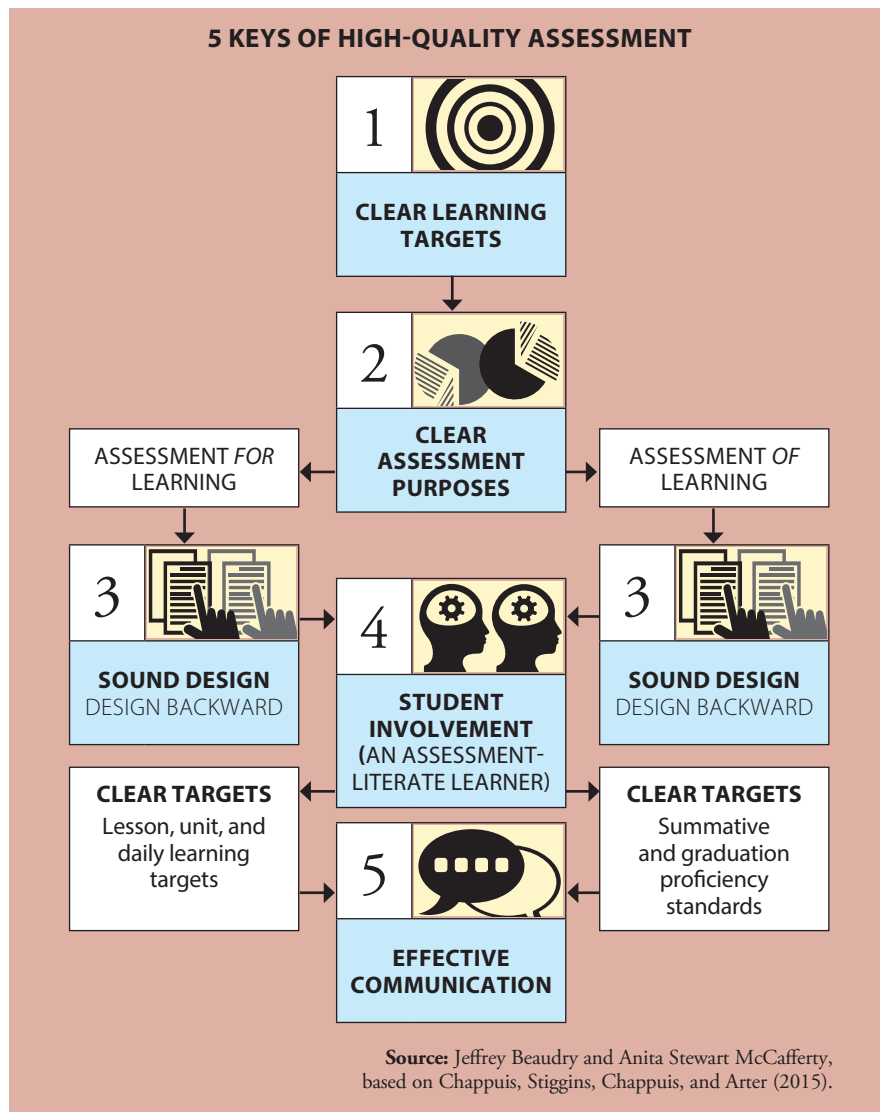 5 KEYS OF HIGH-QUALITY ASSESSMENT
1
CLEAR LEARNING
TARGETS
2
CLEAR
ASSESSMENT
PURPOSES
ASSESSMENT FOR
LEARNING
ASSESSMENT OF
LEARNING
3
SOUND DESIGN
DESIGN BACKWARD
4
STUDENT
INVOLVEMENT
(AN ASSESSMENT-
LITERATE LEARNER)
3
SOUND DESIGN
DESIGN BACKWARD
CLEAR TARGETS
Lesson, unit, and
daily learning
targets
CLEAR TARGETS
Summative
and graduation
proficiency
standards
5
EFFECTIVE
COMMUNICATION
Source: Jeffrey Beaudry and Anita Stewart McCafferty,
based on Chappuis, Stiggins, Chappuis, and Arter (2015).